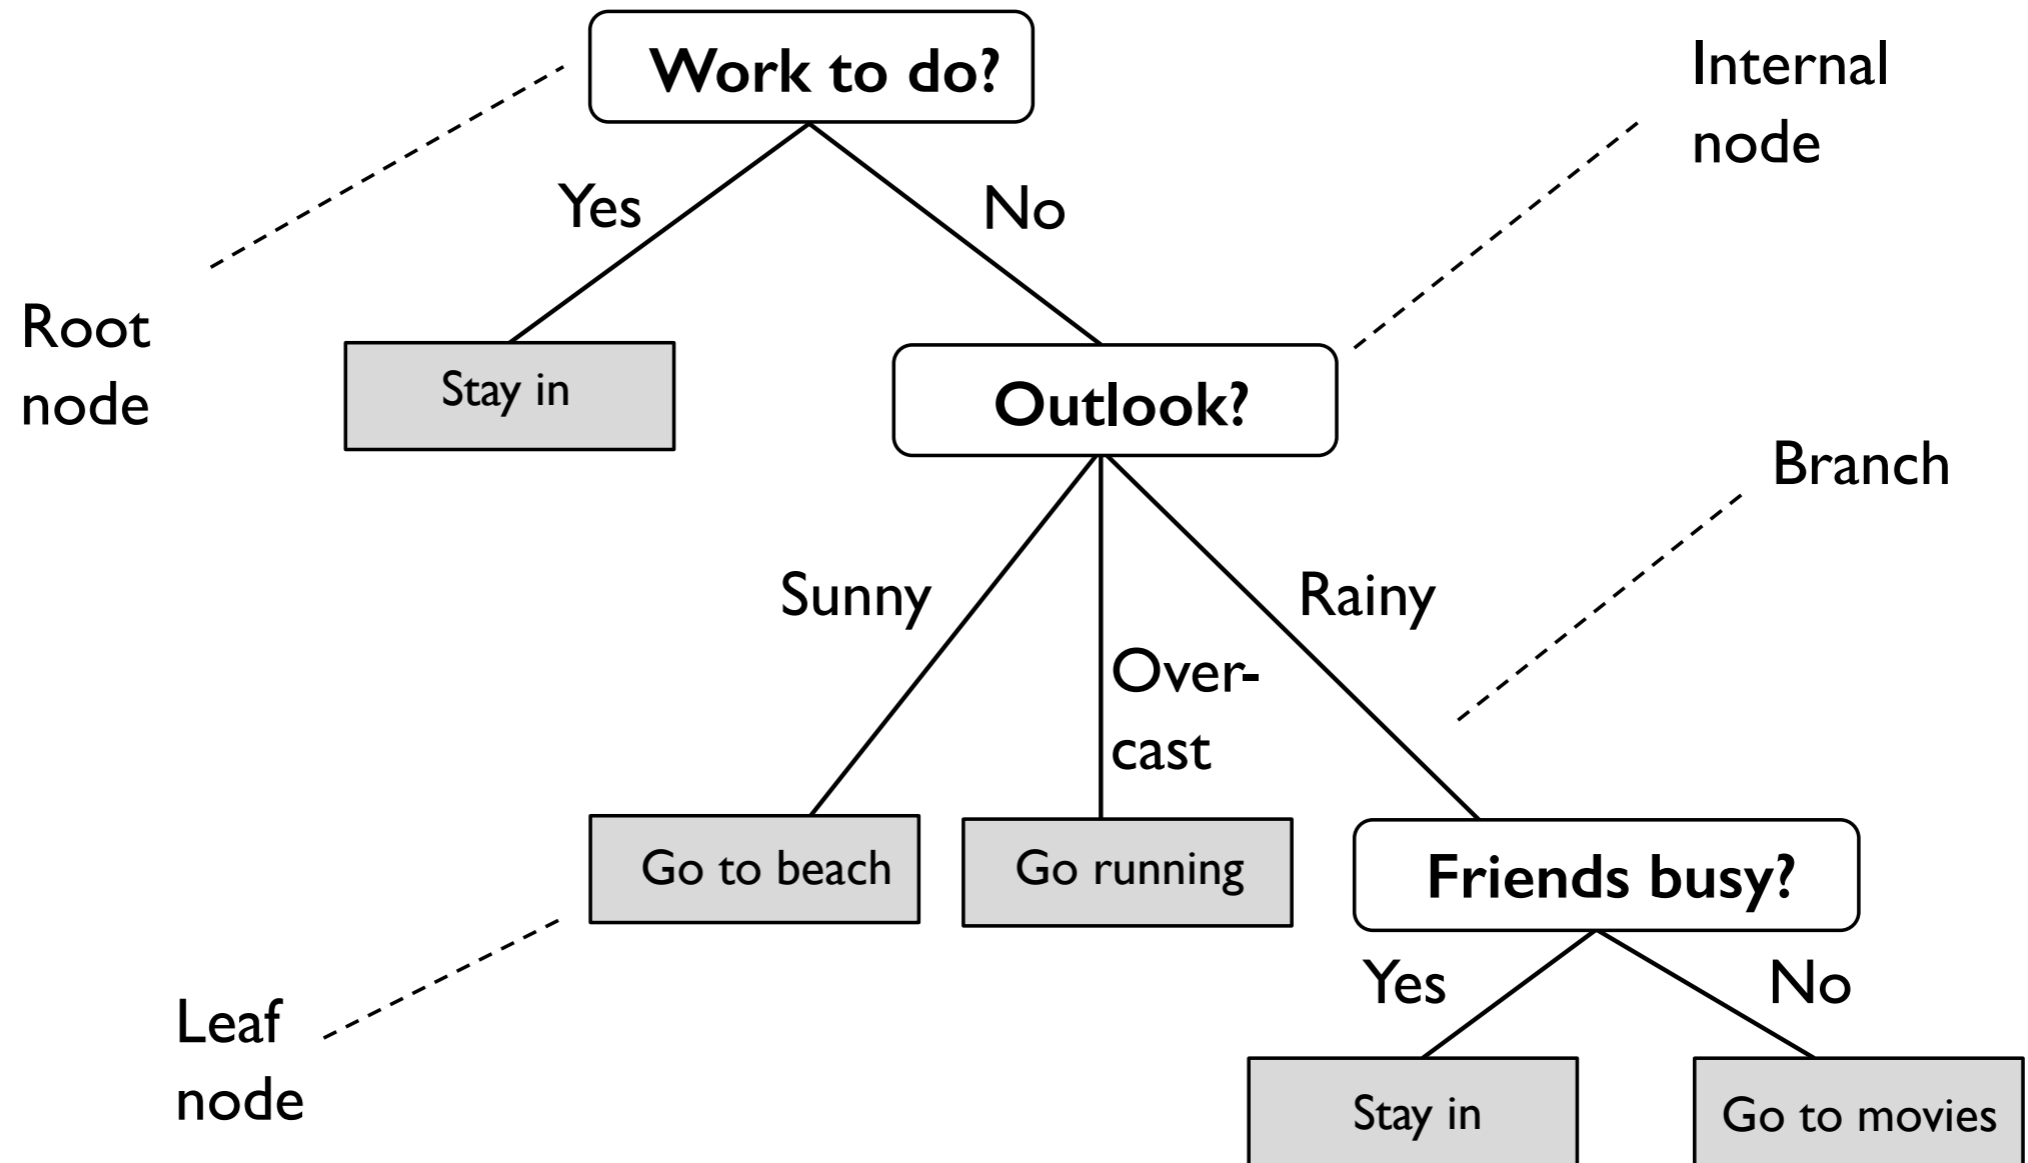 Work to do?
Internal
node
Yes
No
Root
node
Stay in
Outlook?
Branch
Sunny
Rainy
Over-
cast
Go to beach
Go running
Friends busy?
Yes
No
Leaf
node
Stay in
Go to movies